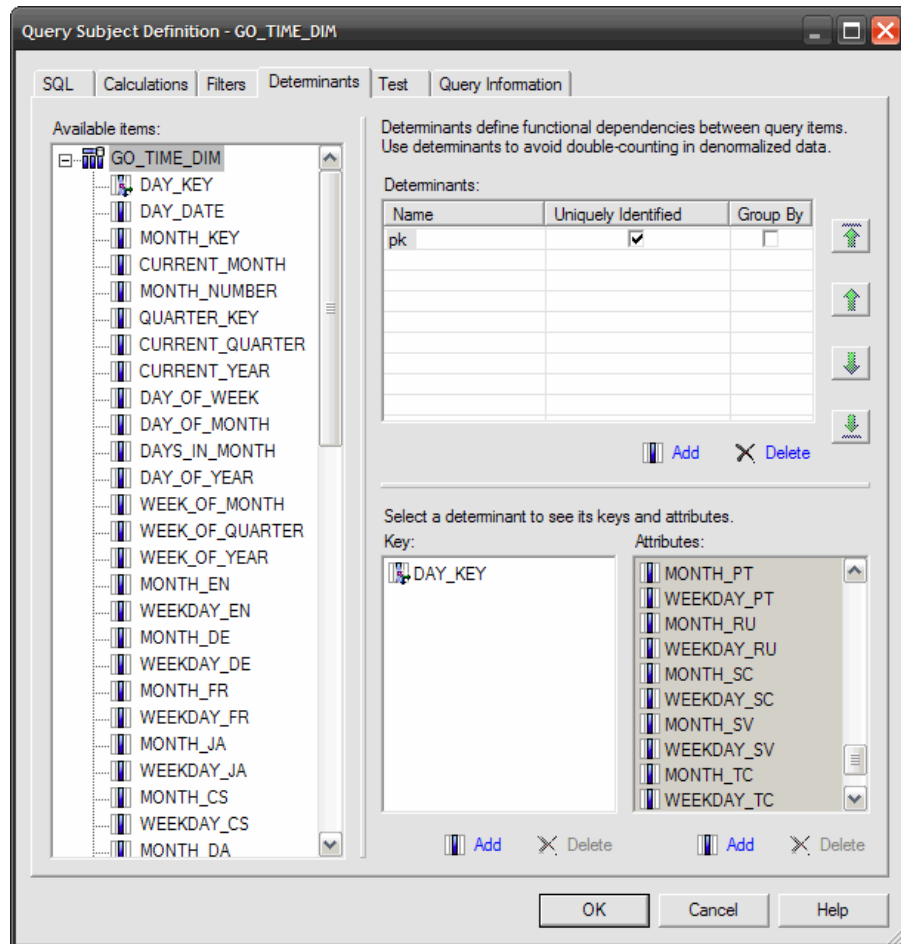 Query Subject Definition - GO_TIME_DIM
SQL Calculations Filters Determinants Test Query Information
Available items:
GO_TIME_DIM
DAY_KEY
DAY_DATE
MONTH_KEY
CURRENT_MONTH
MONTH_NUMBER
QUARTER_KEY
CURRENT_QUARTER
CURRENT_YEAR
DAY_OF_WEEK
DAY_OF_MONTH
DAYS_IN_MONTH
DAY_OF_YEAR
WEEK_OF_MONTH
WEEK_OF_QUARTER
WEEK_OF_YEAR
MONTH_EN
WEEKDAY_EN
MONTH_DE
WEEKDAY_DE
MONTH_FR
WEEKDAY_FR
MONTH_JA
WEEKDAY_JA
MONTH_CS
WEEKDAY_CS
MONTH_DA
Determinants define functional dependencies between query items.
Use determinants to avoid double-counting in denormalized data.
Determinants:
Name Uniquely Identified Group By
pk
Add Delete
Select a determinant to see its keys and attributes.
Key:
DAY_KEY
Add Delete
Attributes:
MONTH_PT
WEEKDAY_PT
MONTH_RU
WEEKDAY_RU
MONTH_SC
WEEKDAY_SC
MONTH_SV
WEEKDAY_SV
MONTH_TC
WEEKDAY_TC
Add Delete
OK Cancel Help